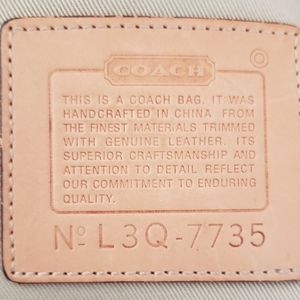 COACH
THIS IS A COACH BAG. IT WAS
HANDCRAFTED IN CHINA FROM
THE FINEST MATERIALS TRIMMED
WITH GENUINE LEATHER. ITS
SUPERIOR CRAFTSMANSHIP AND
ATTENTION TO DETAIL REFLECT
OUR COMMITMENT TO ENDURING
QUALITY.
No L3Q-7735